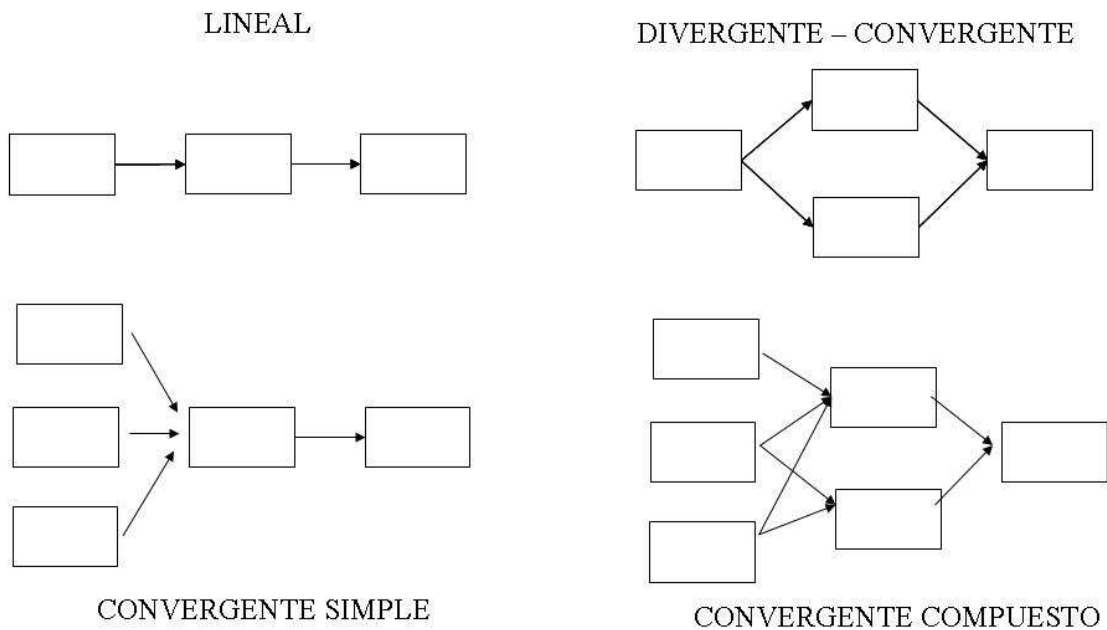 LINEAL
DIVERGENTE – CONVERGENTE
CONVERGENTE SIMPLE
CONVERGENTE COMPUESTO